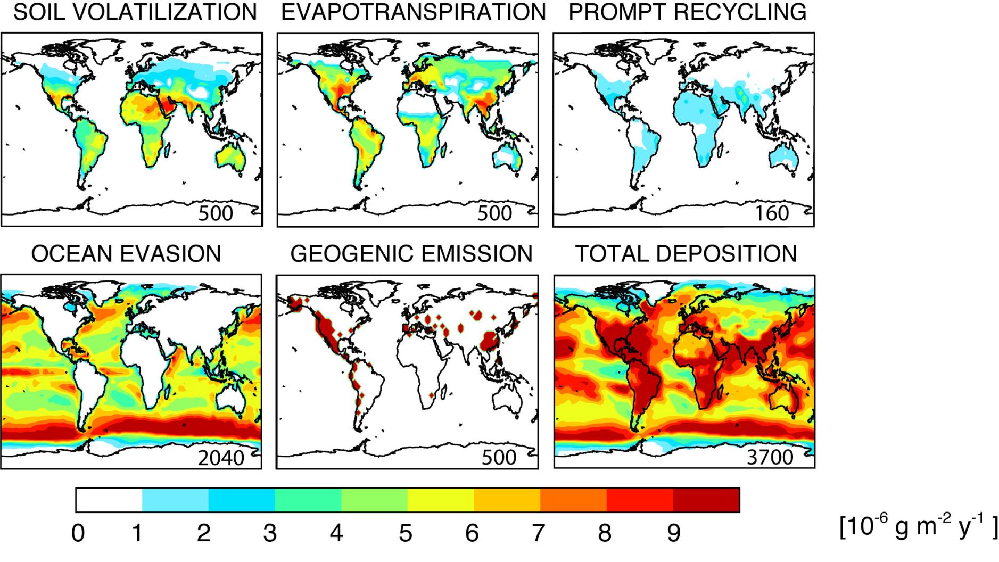 SOIL VOLATILIZATION EVAPOTRANSPIRATION PROMPT RECYCLING
500 500 160
OCEAN EVASION GEOGENIC EMISSION TOTAL DEPOSITION
2040 500 3700
0 1 2 3 4 5 6 7 8 9
[10⁻⁶ g m⁻² y⁻¹ ]